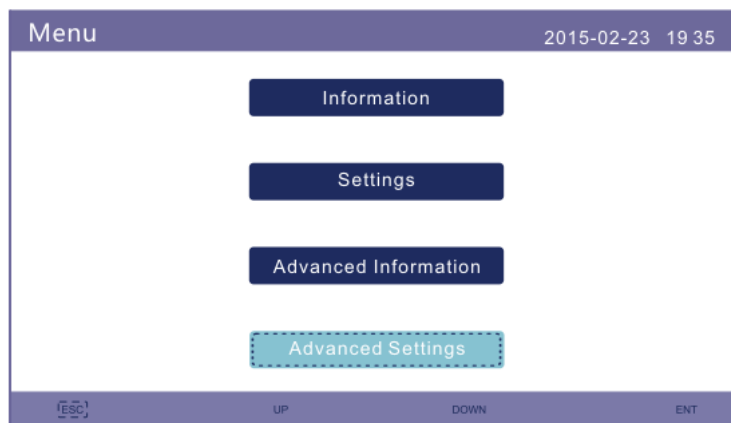 Menu
2015-02-23 19 35
Information
Settings
Advanced Information
Advanced Settings
ESC UP DOWN ENT